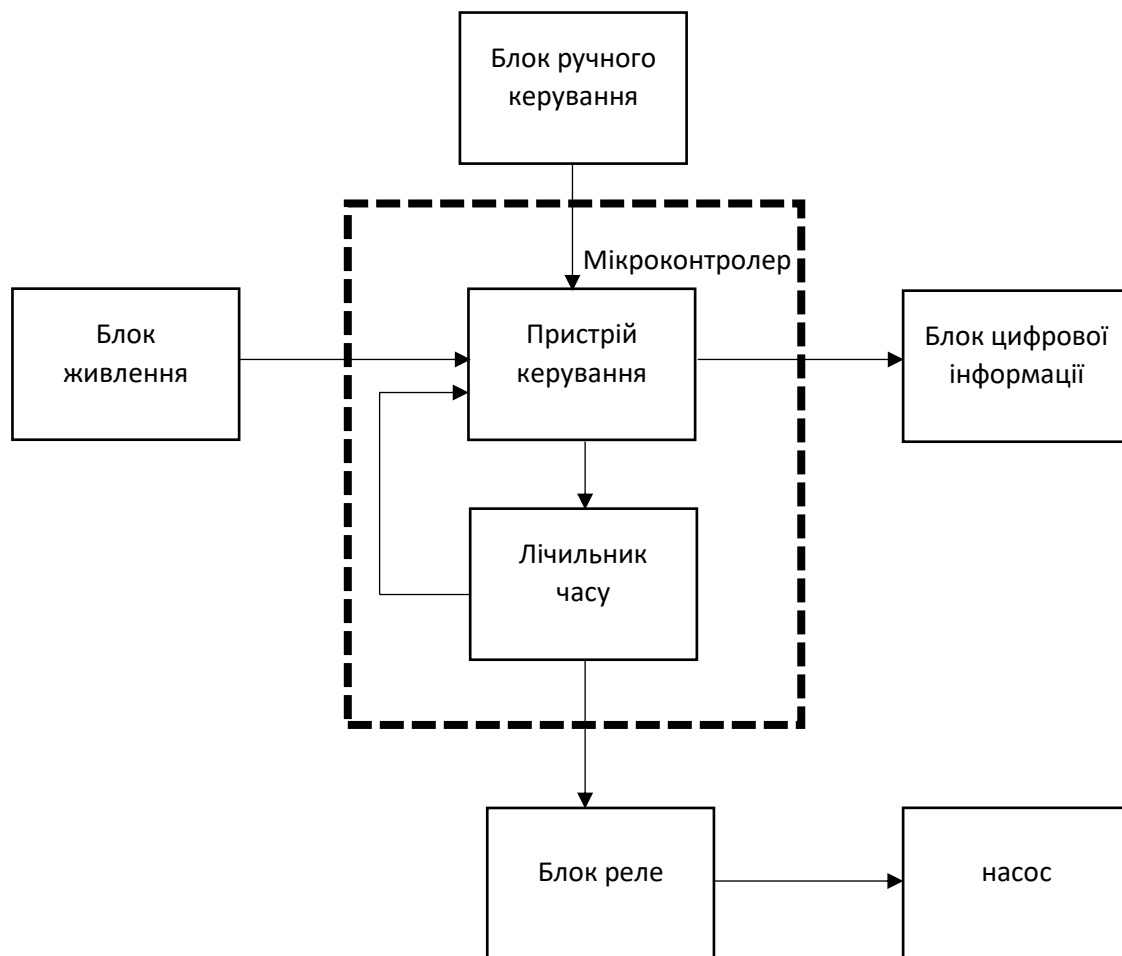 Блок ручного
керування
Мікроконтролер
Блок
живлення
Пристрій
керування
Блок цифрової
інформації
Лічильник
часу
Блок реле
насос